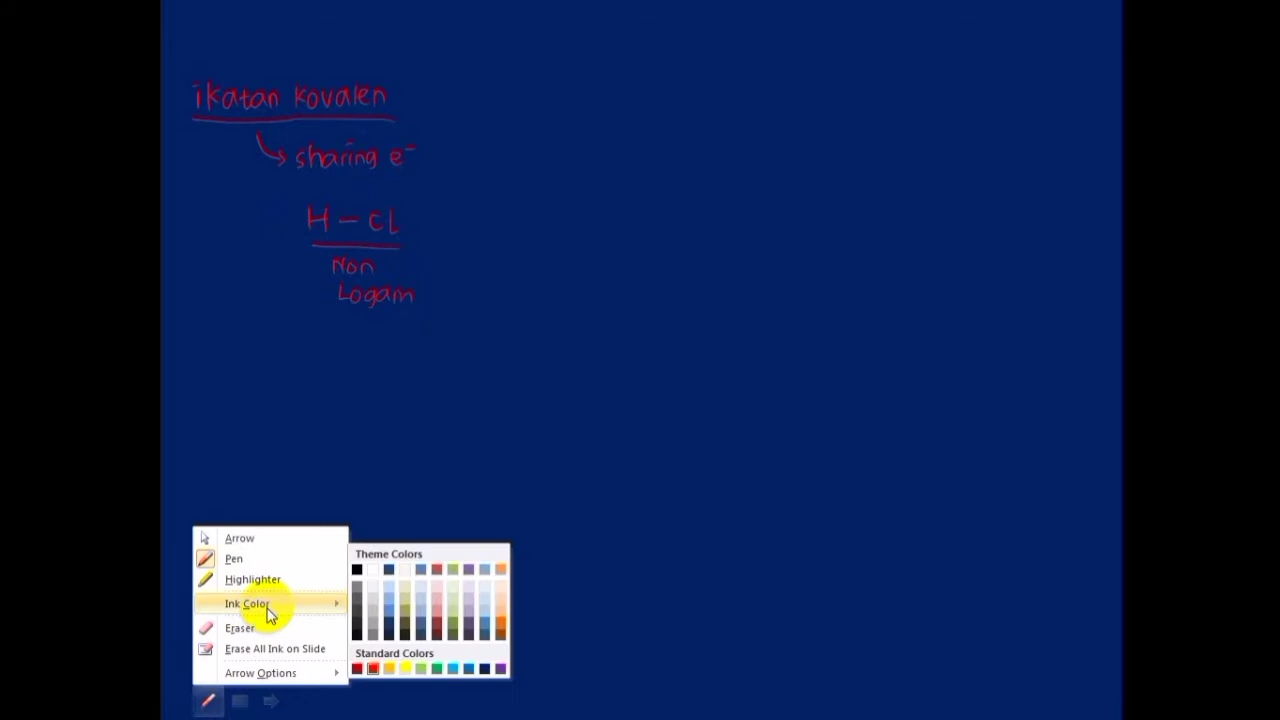 ikatan kovalen
sharing e⁻
H – Cl
Non
Logam
Arrow
Pen
Highlighter
Ink Color
Eraser
Erase All Ink on Slide
Arrow Options
Theme Colors
Standard Colors